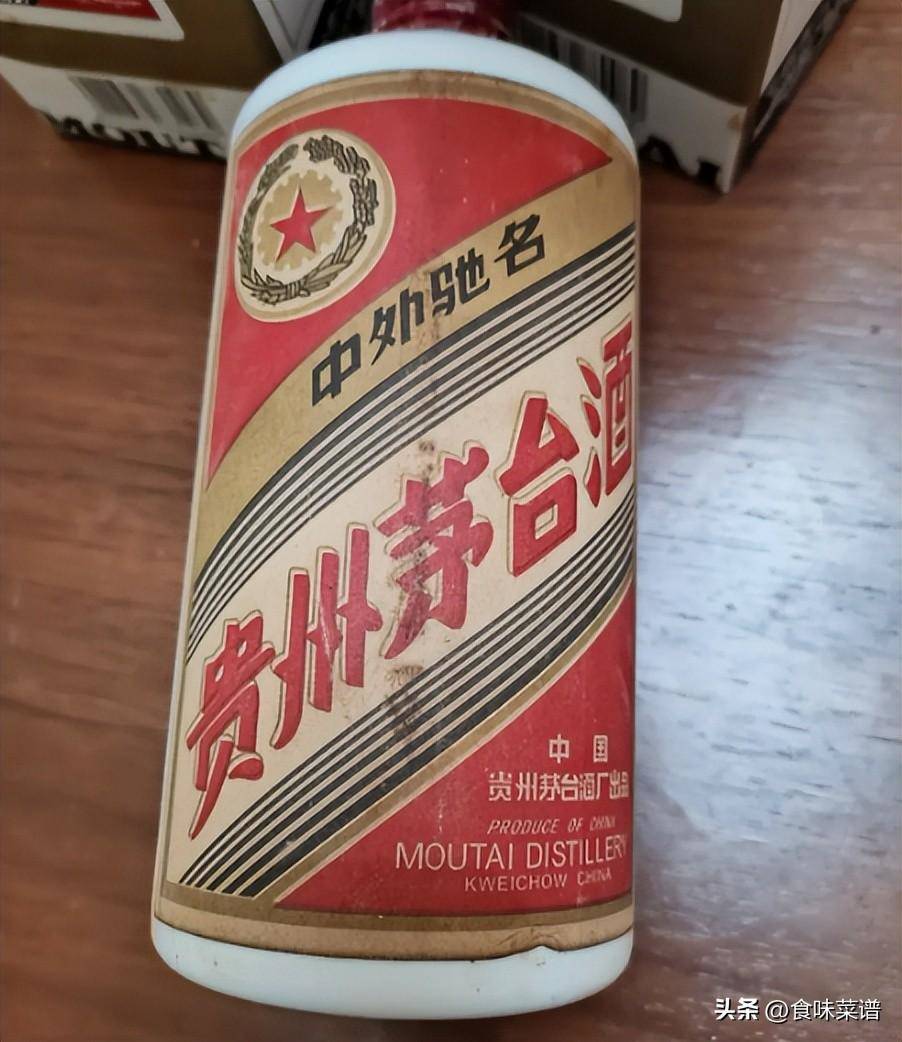 中外驰名
贵州茅台酒
中国
贵州茅台酒厂出品
PRODUCE OF CHINA
MOUTAI DISTILLERY
KWEICHOW CHINA
头条 @食味菜谱